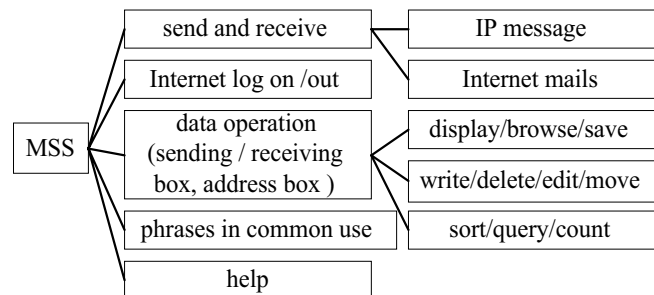 send and receive
IP message
Internet log on /out
Internet mails
MSS
data operation
(sending / receiving
box, address box )
display/browse/save
write/delete/edit/move
phrases in common use
sort/query/count
help